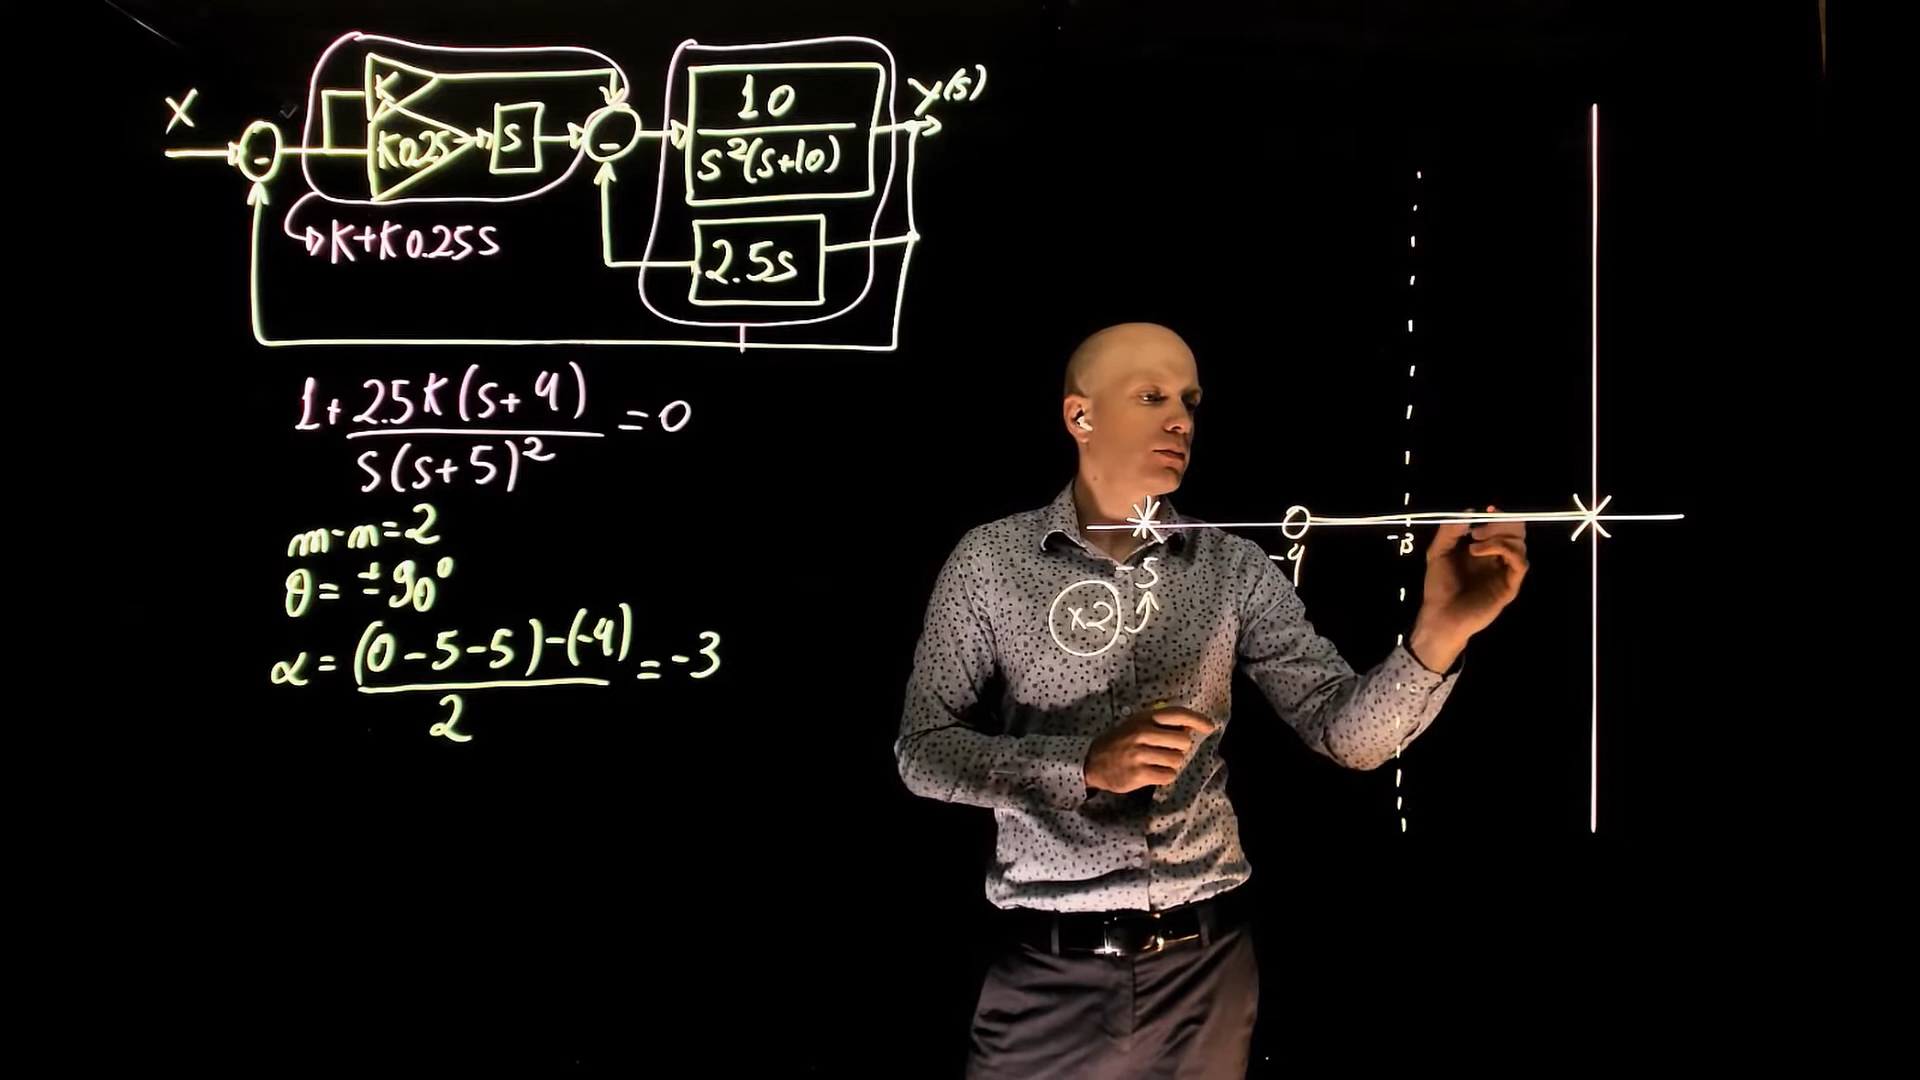 X
K
K0.25
S
-
-
10
S²(S+10)
2.5s
Y(s)
K+K0.25S
1+ 2.5K(s+4) / S(s+5)² = 0
m-n=2
θ= ±90°
α = (0-5-5)-(-4) / 2 = -3
-5
x2
-4
-3